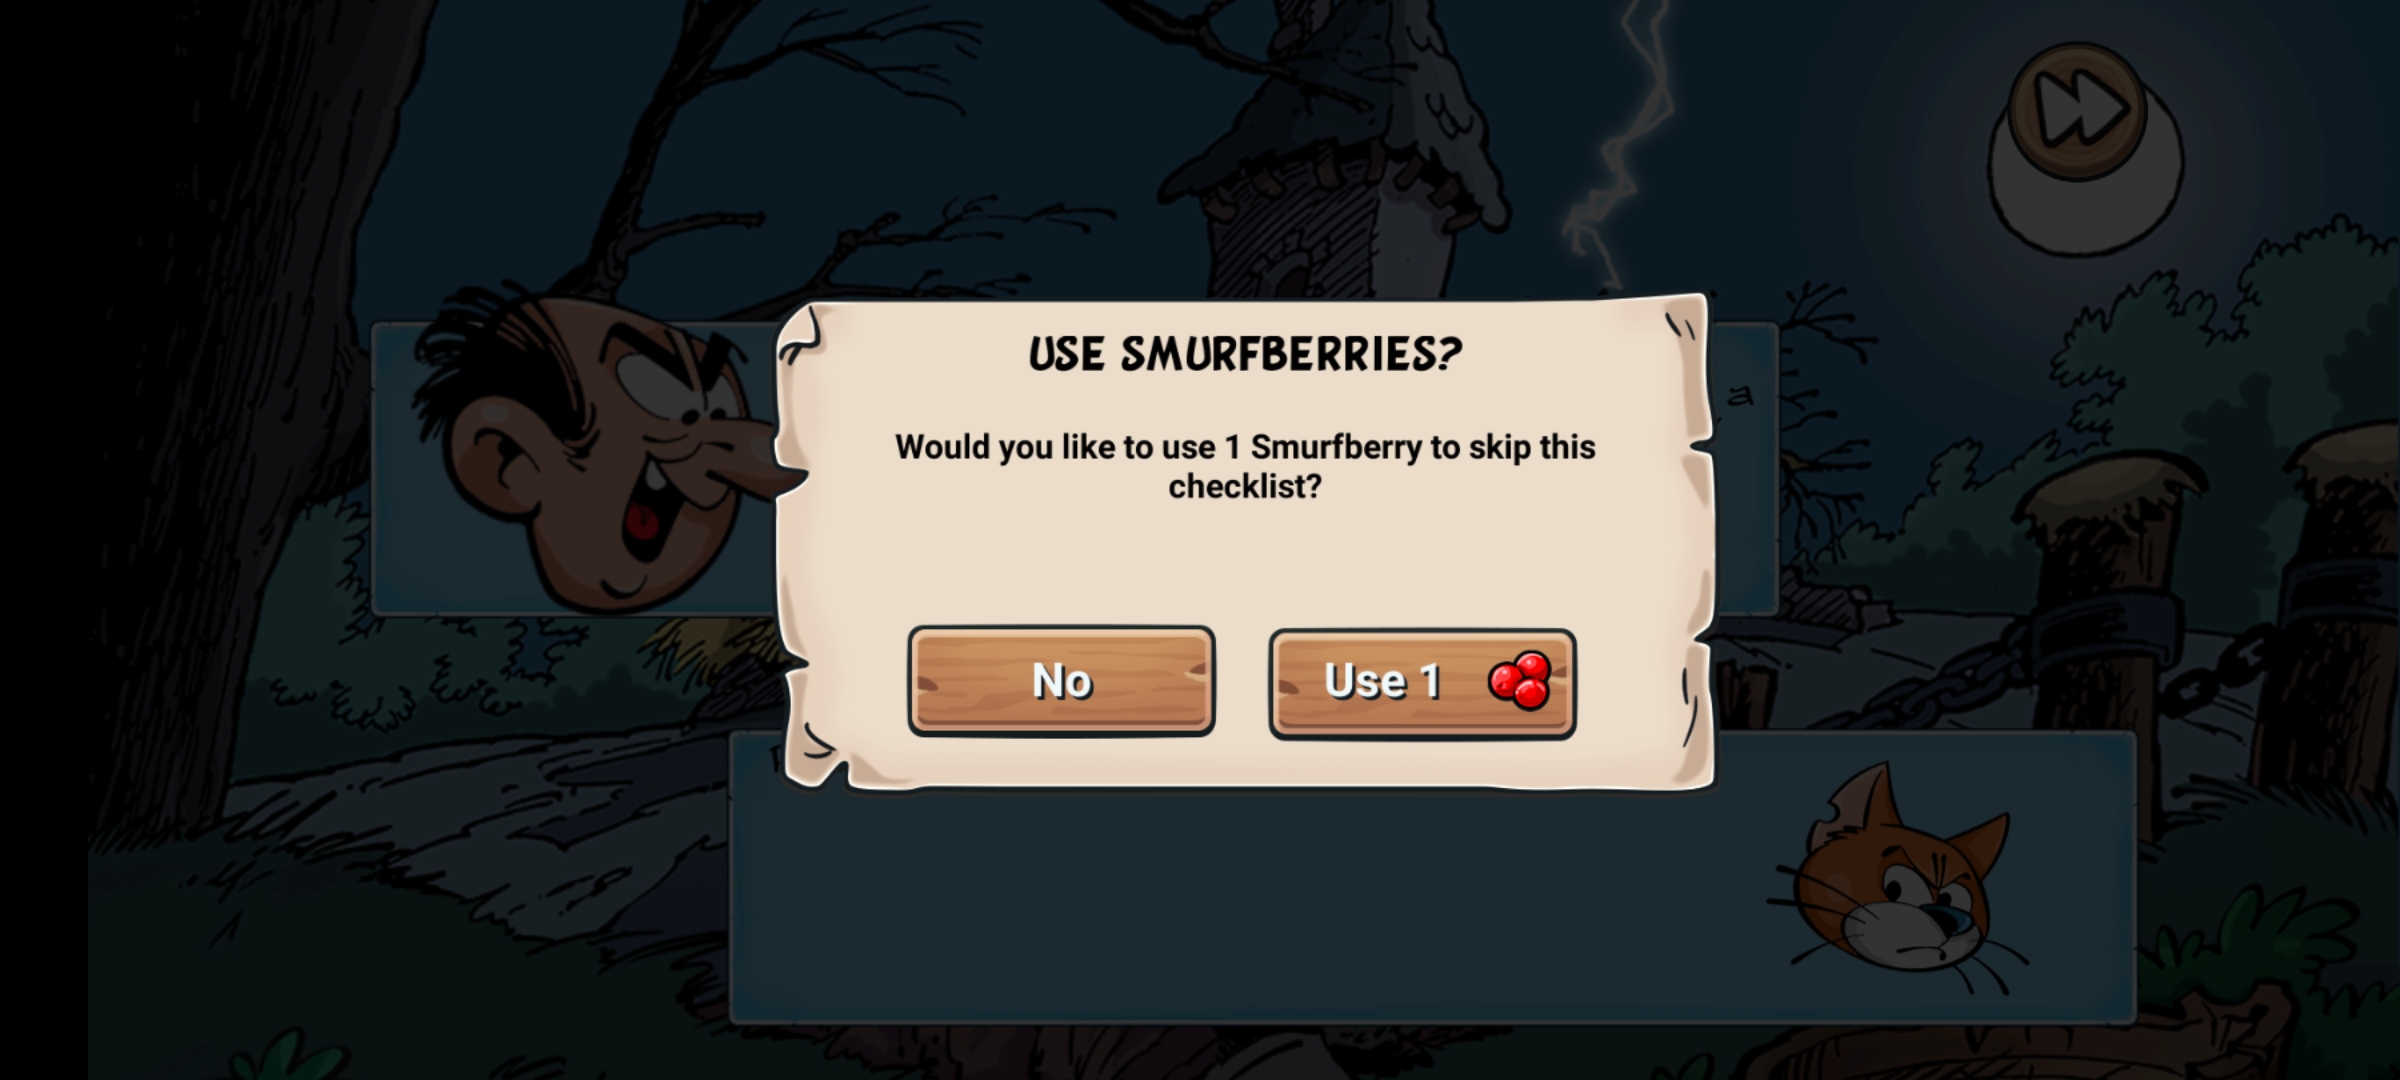 USE SMURFBERRIES?
a
Would you like to use 1 Smurfberry to skip this
checklist?
No
Use 1